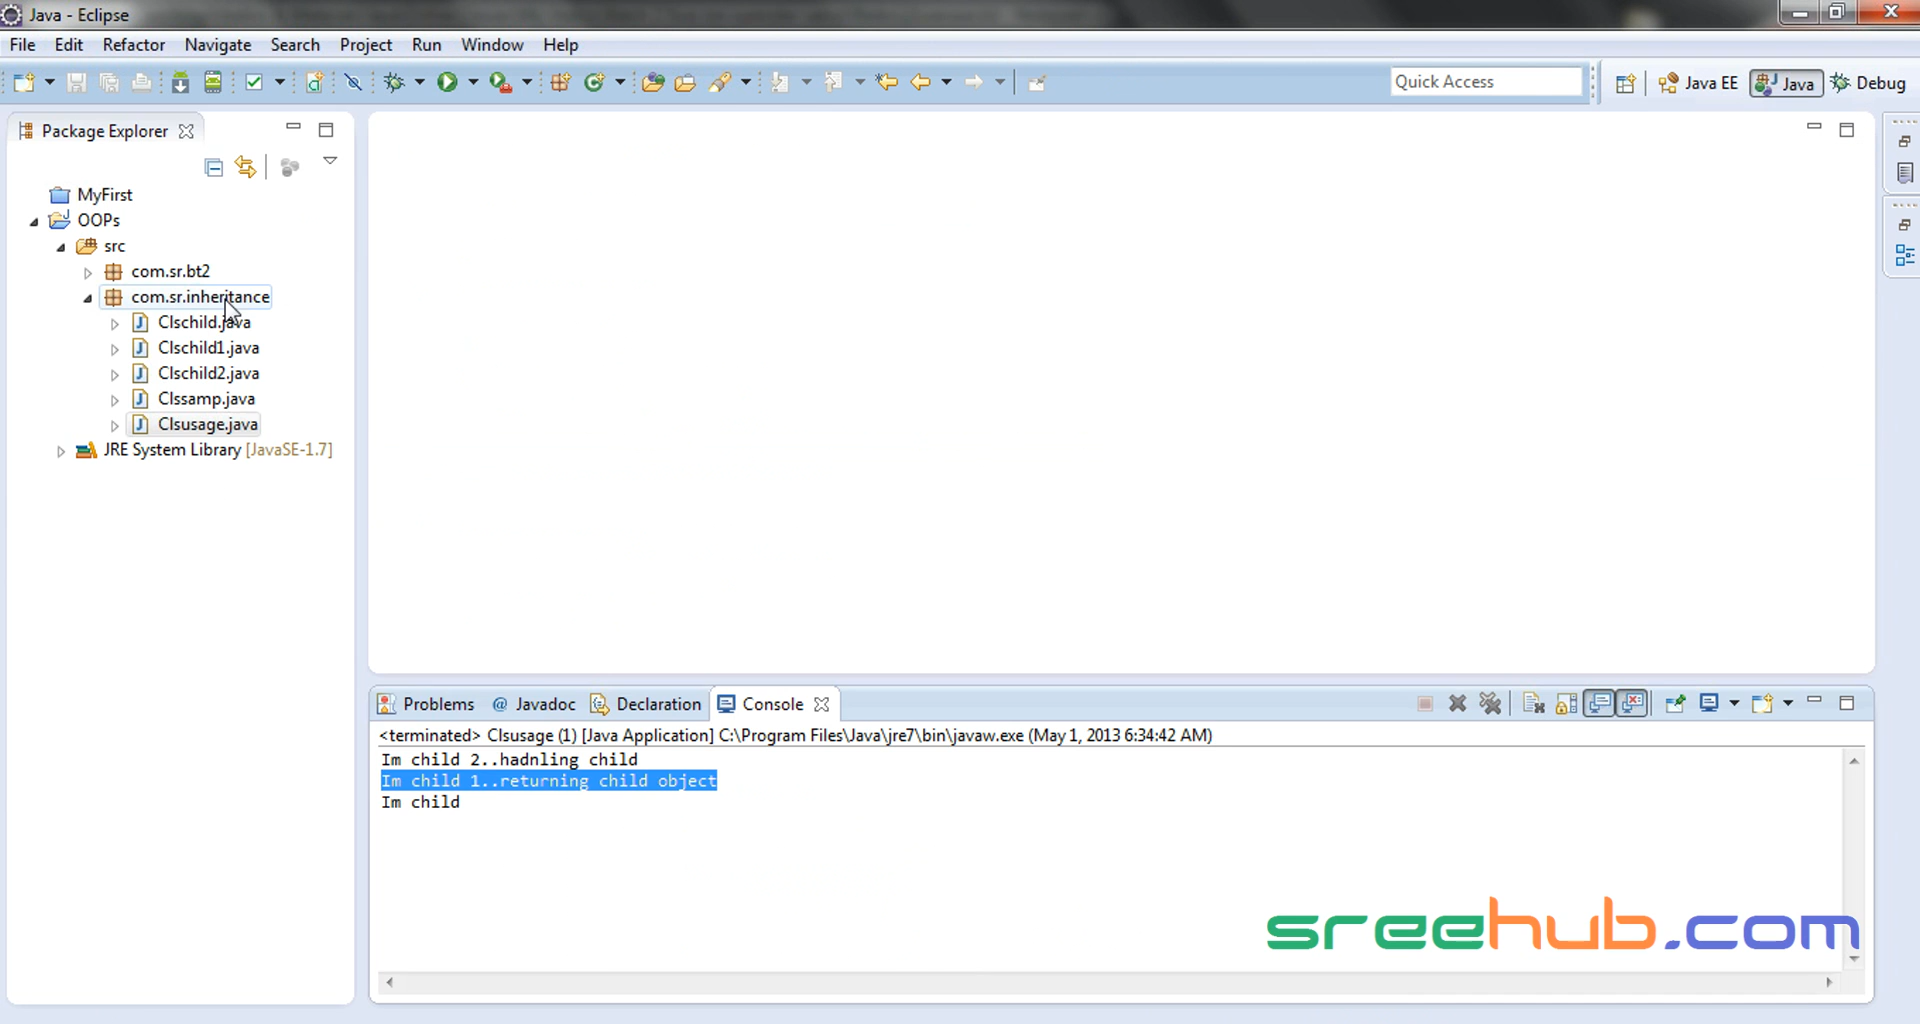 Java - Eclipse
File Edit Refactor Navigate Search Project Run Window Help
Quick Access
Java EE
Java
Debug
Package Explorer
MyFirst
OOPs
src
com.sr.bt2
com.sr.inheritance
Clschild.java
Clschild1.java
Clschild2.java
Clssamp.java
Clsusage.java
JRE System Library [JavaSE-1.7]
Problems @ Javadoc Declaration Console
<terminated> Clsusage (1) [Java Application] C:\Program Files\Java\jre7\bin\javaw.exe (May 1, 2013 6:34:42 AM)
Im child 2..hadnling child
Im child 1..returning child object
Im child
sreehub.com